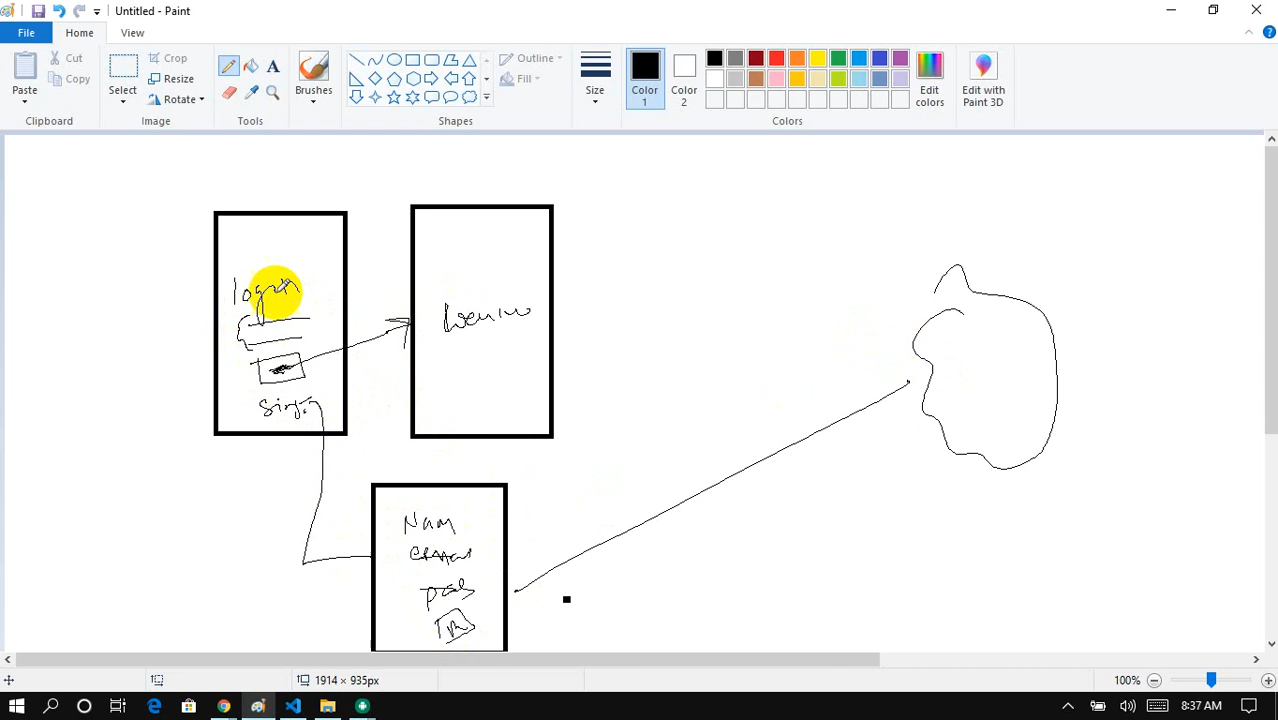 Untitled - Paint
File
Home
View
Paste
Cut
Copy
Clipboard
Select
Crop
Resize
Rotate
Image
A
Tools
Brushes
Shapes
Outline
Fill
Size
Color 1
Color 2
Edit colors
Edit with Paint 3D
Colors
login
Nam
pass
1914 × 935px
100%
8:37 AM